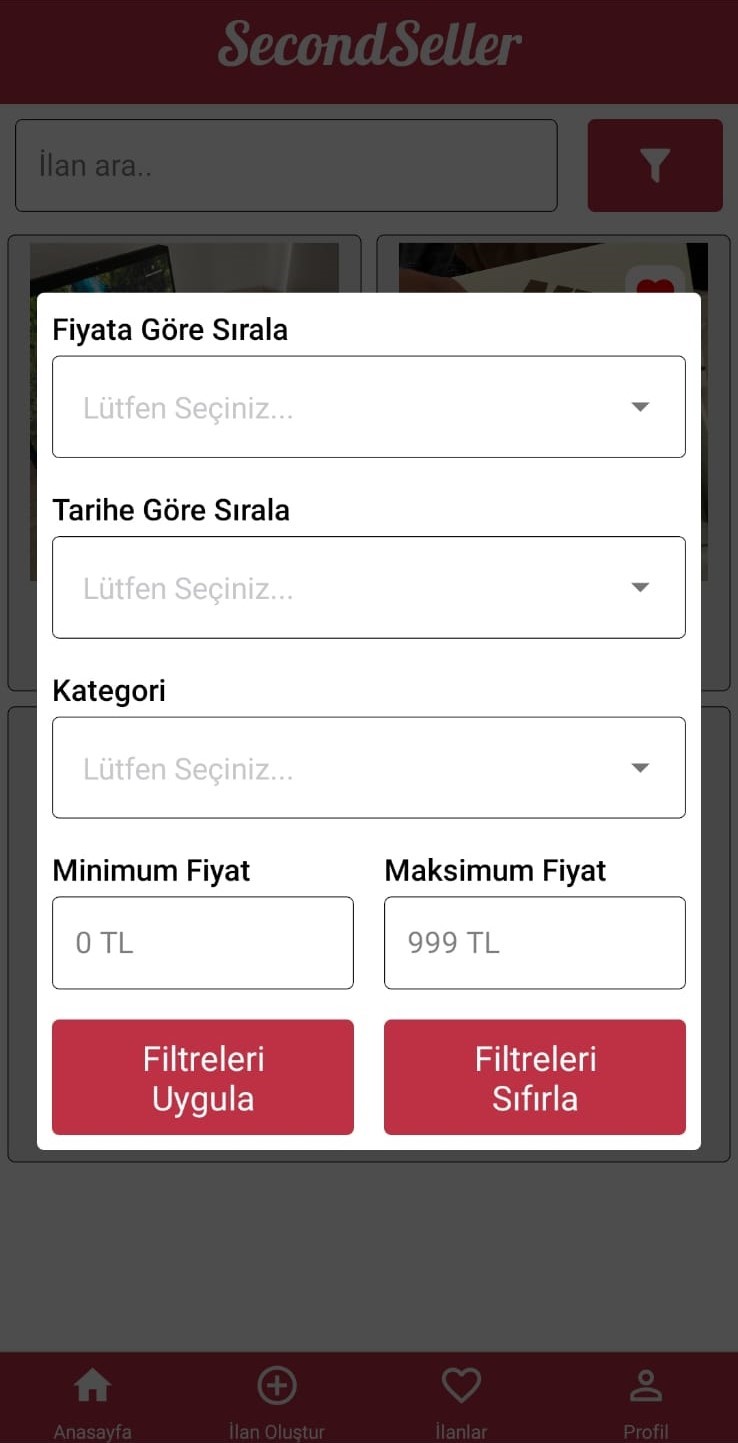 SecondSeller
İlan ara..
Fiyata Göre Sırala
Lütfen Seçiniz...
Tarihe Göre Sırala
Lütfen Seçiniz...
Kategori
Lütfen Seçiniz...
Minimum Fiyat
Maksimum Fiyat
0 TL
999 TL
Filtreleri
Uygula
Filtreleri
Sıfırla
Anasayfa
İlan Oluştur
İlanlar
Profil